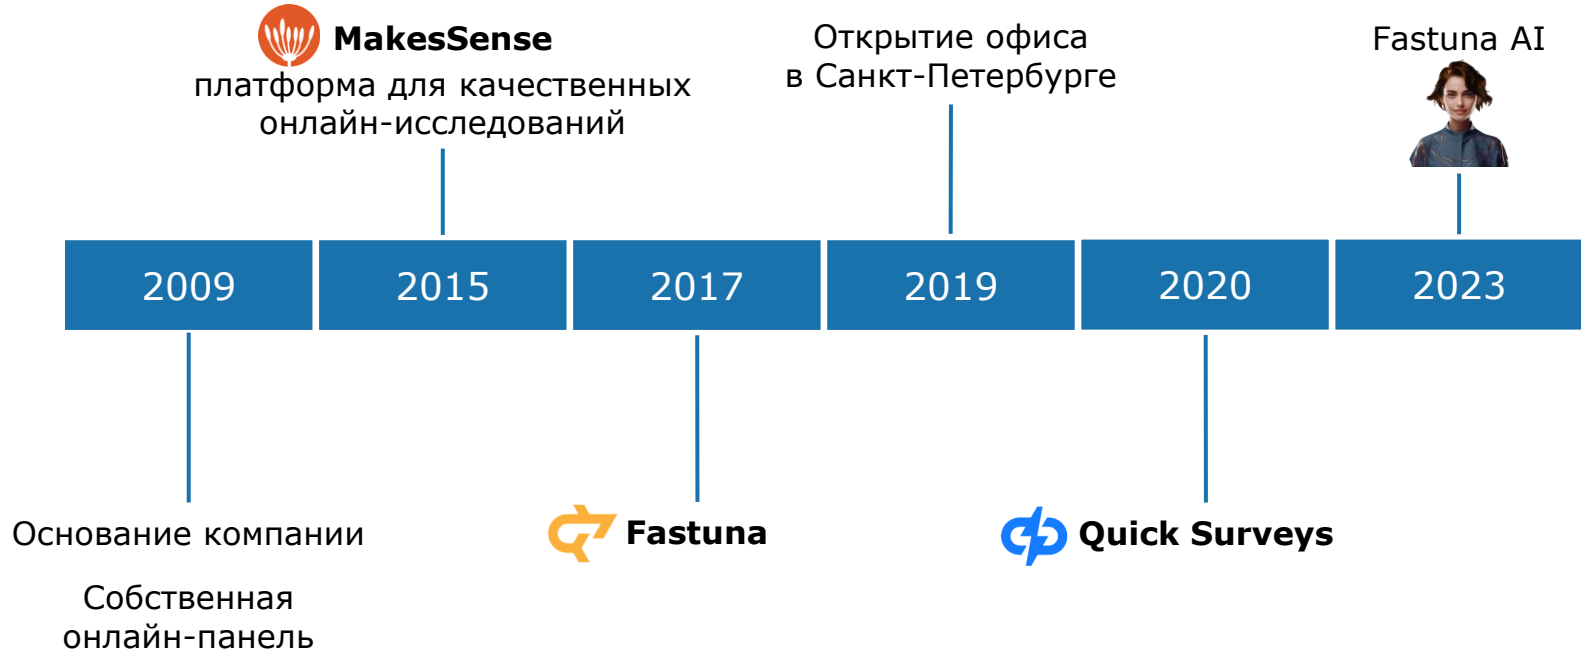 MakesSense
платформа для качественных
онлайн-исследований
Открытие офиса
в Санкт-Петербурге
Fastuna AI
2009
2015
2017
2019
2020
2023
Основание компании
Собственная
онлайн-панель
Fastuna
Quick Surveys